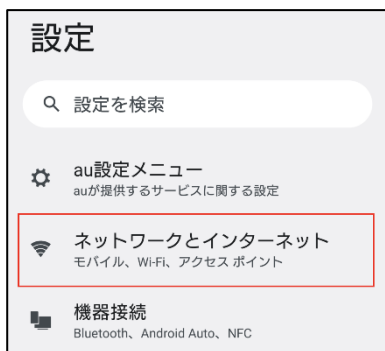 設定
設定を検索
au設定メニュー
auが提供するサービスに関する設定
ネットワークとインターネット
モバイル、Wi-Fi、アクセス ポイント
機器接続
Bluetooth、Android Auto、NFC